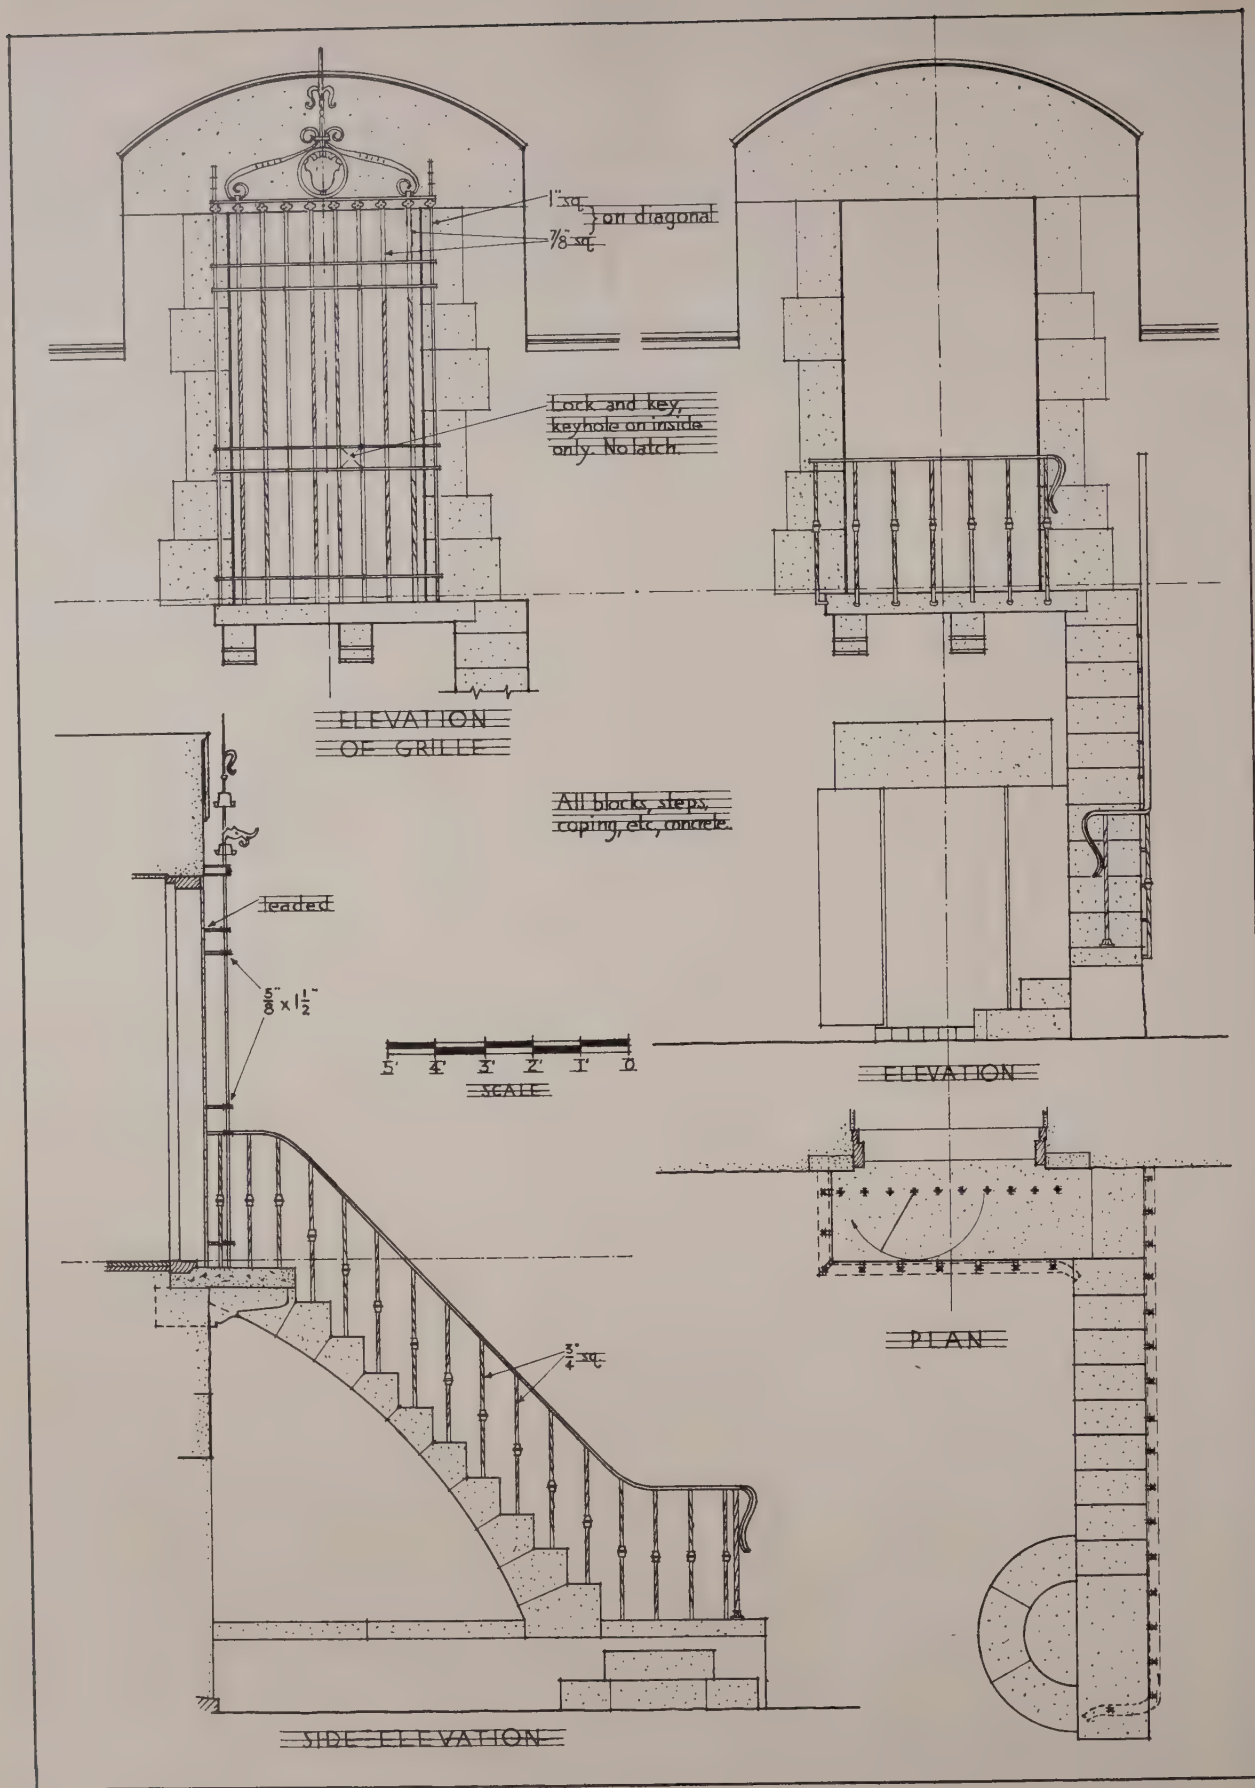 1" sq.
on diagonal
7/8" sq.
Lock and key,
keyhole on inside
only. No latch.
ELEVATION
OF GRILLE
All blocks, steps,
coping, etc, concrete.
leaded
5/8" x 1 1/2"
5' 4' 3' 2' 1' 0
SCALE
ELEVATION
PLAN
3/4" sq.
SIDE ELEVATION